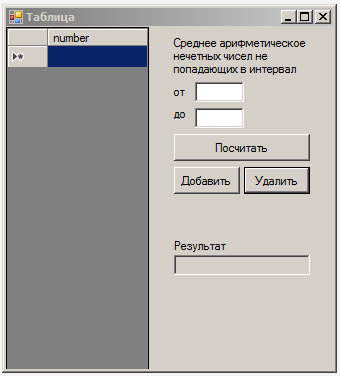 Таблица
number
Среднее арифметическое
нечетных чисел не
попадающих в интервал
от
до
Посчитать
Добавить Удалить
Результат